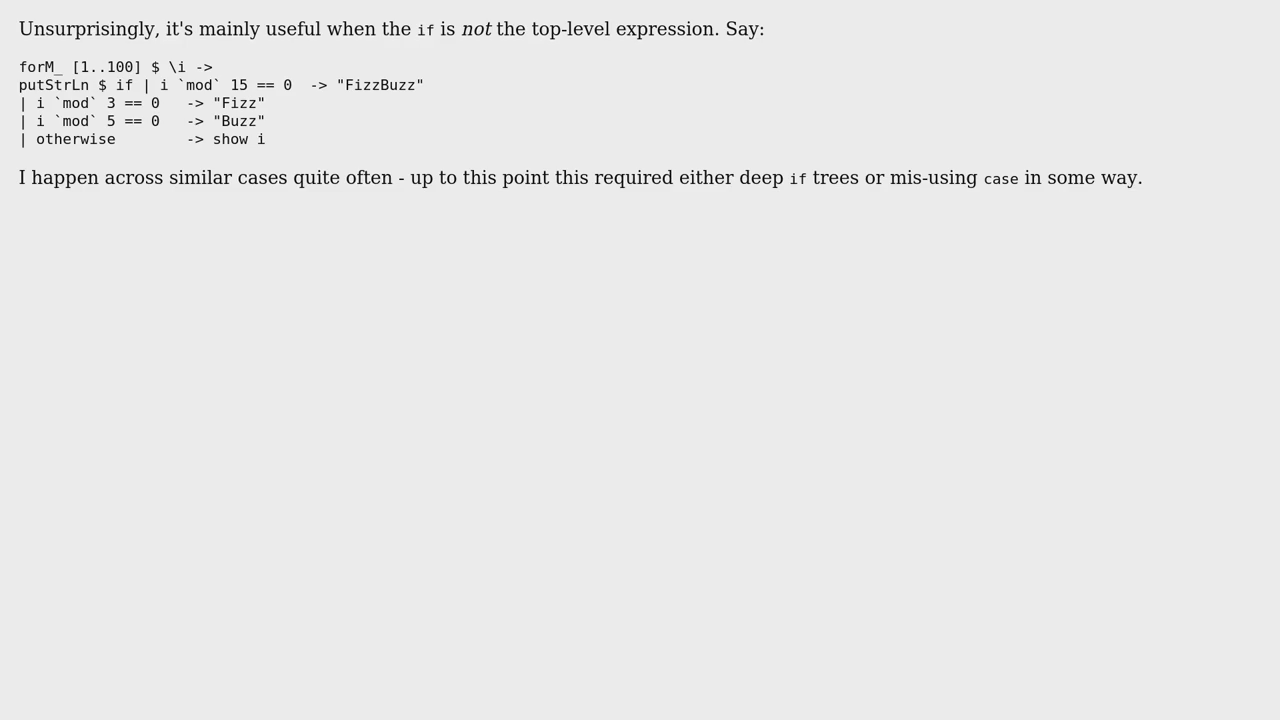 Unsurprisingly, it's mainly useful when the if is not the top-level expression. Say:
forM_ [1..100] $ \i ->
putStrLn $ if | i `mod` 15 == 0  -> "FizzBuzz"
| i `mod` 3 == 0   -> "Fizz"
| i `mod` 5 == 0   -> "Buzz"
| otherwise        -> show i
I happen across similar cases quite often - up to this point this required either deep if trees or mis-using case in some way.